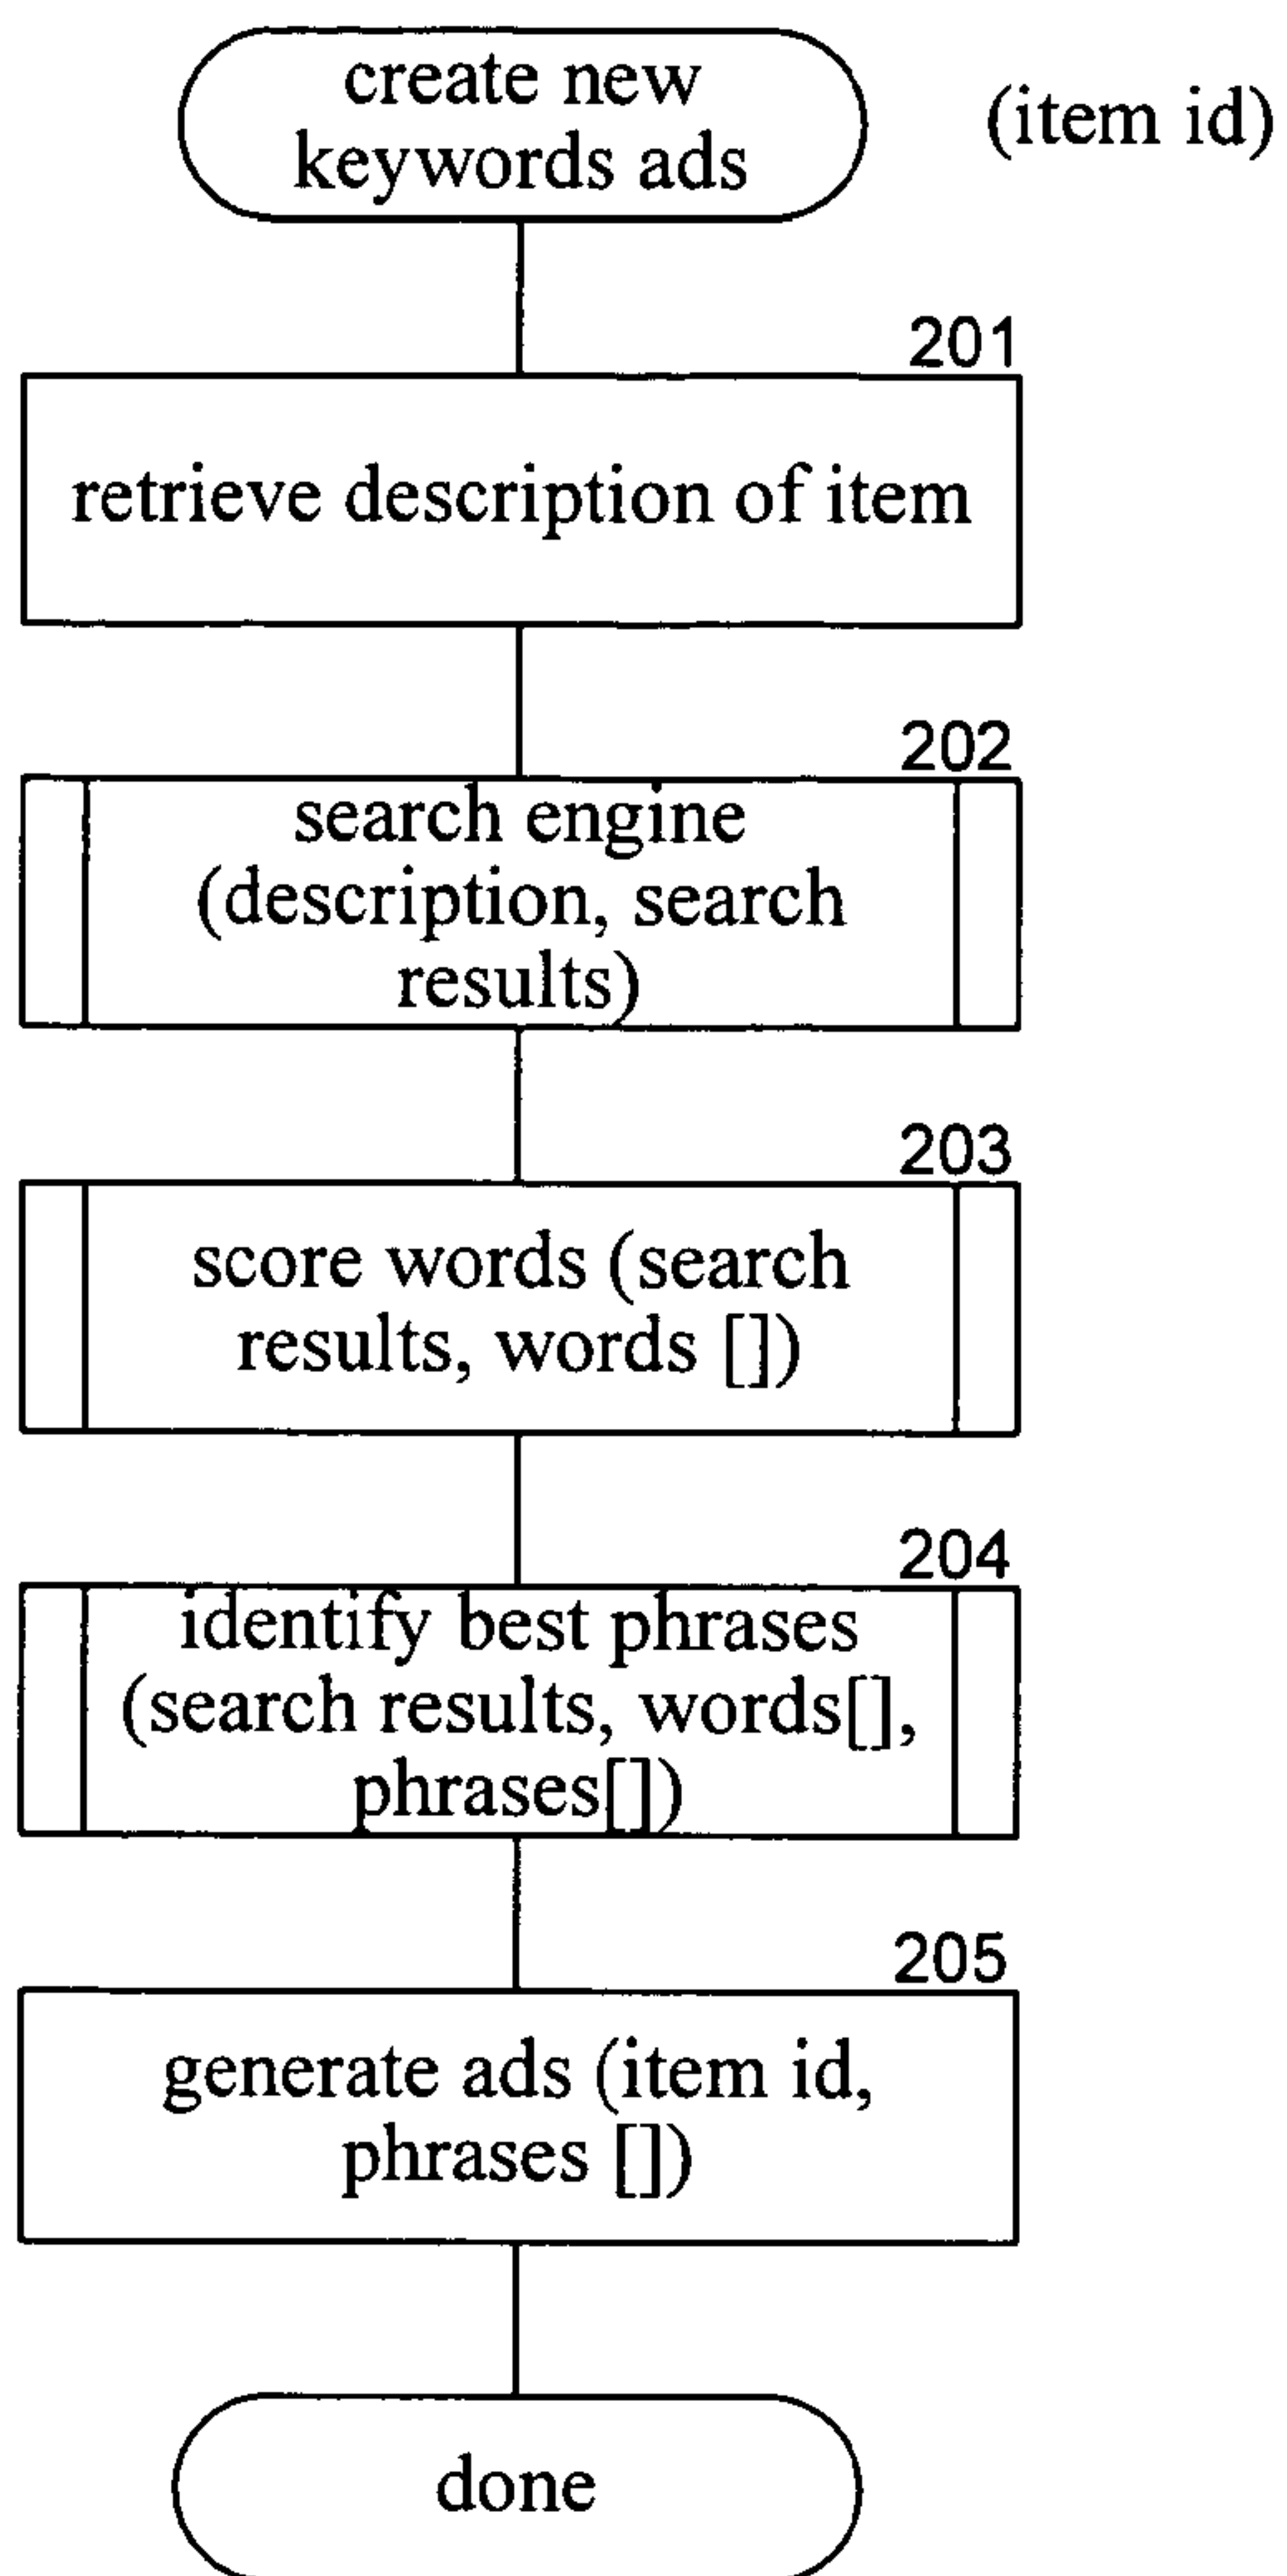 create new
keywords ads
(item id)
201
retrieve description of item
202
search engine
(description, search
results)
203
score words (search
results, words [])
204
identify best phrases
(search results, words[],
phrases[])
205
generate ads (item id,
phrases [])
done